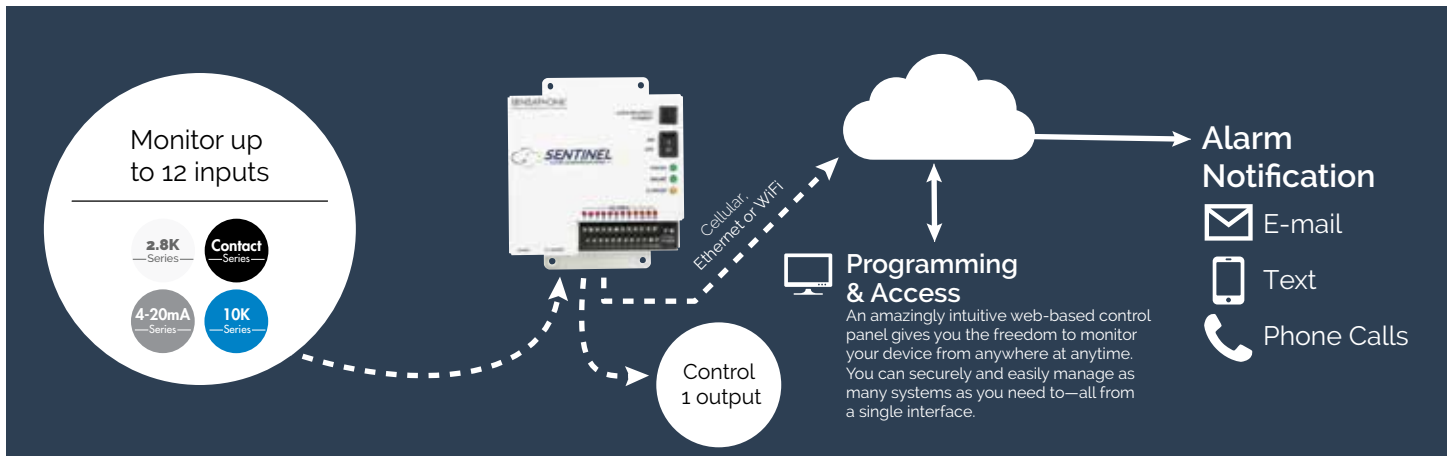 Monitor up
to 12 inputs
2.8K
Series
Contact
Series
4-20mA
Series
10K
Series
SENSAPHONE
SENTINEL
Cellular,
Ethernet or WiFi
Control
1 output
Programming
& Access
An amazingly intuitive web-based control
panel gives you the freedom to monitor
your device from anywhere at anytime.
You can securely and easily manage as
many systems as you need to—all from
a single interface.
Alarm
Notification
E-mail
Text
Phone Calls